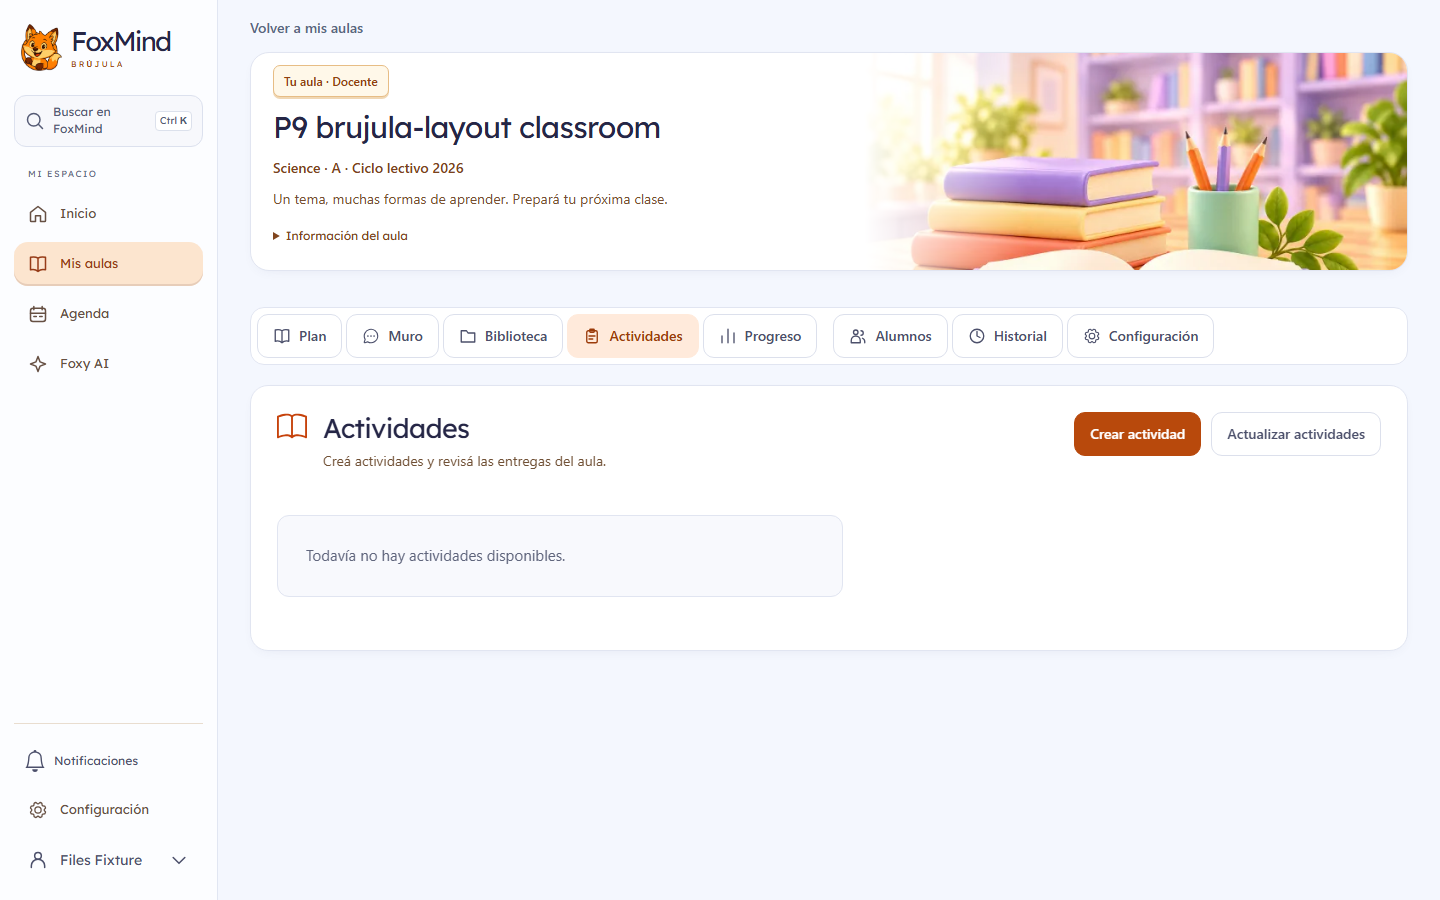 FoxMind
BRÚJULA
Buscar en
FoxMind
Ctrl K
MI ESPACIO
Inicio
Mis aulas
Agenda
Foxy AI
Notificaciones
Configuración
Files Fixture
Volver a mis aulas
Tu aula · Docente
P9 brujula-layout classroom
Science · A · Ciclo lectivo 2026
Un tema, muchas formas de aprender. Prepará tu próxima clase.
Información del aula
Plan
Muro
Biblioteca
Actividades
Progreso
Alumnos
Historial
Configuración
Actividades
Creá actividades y revisá las entregas del aula.
Crear actividad
Actualizar actividades
Todavía no hay actividades disponibles.